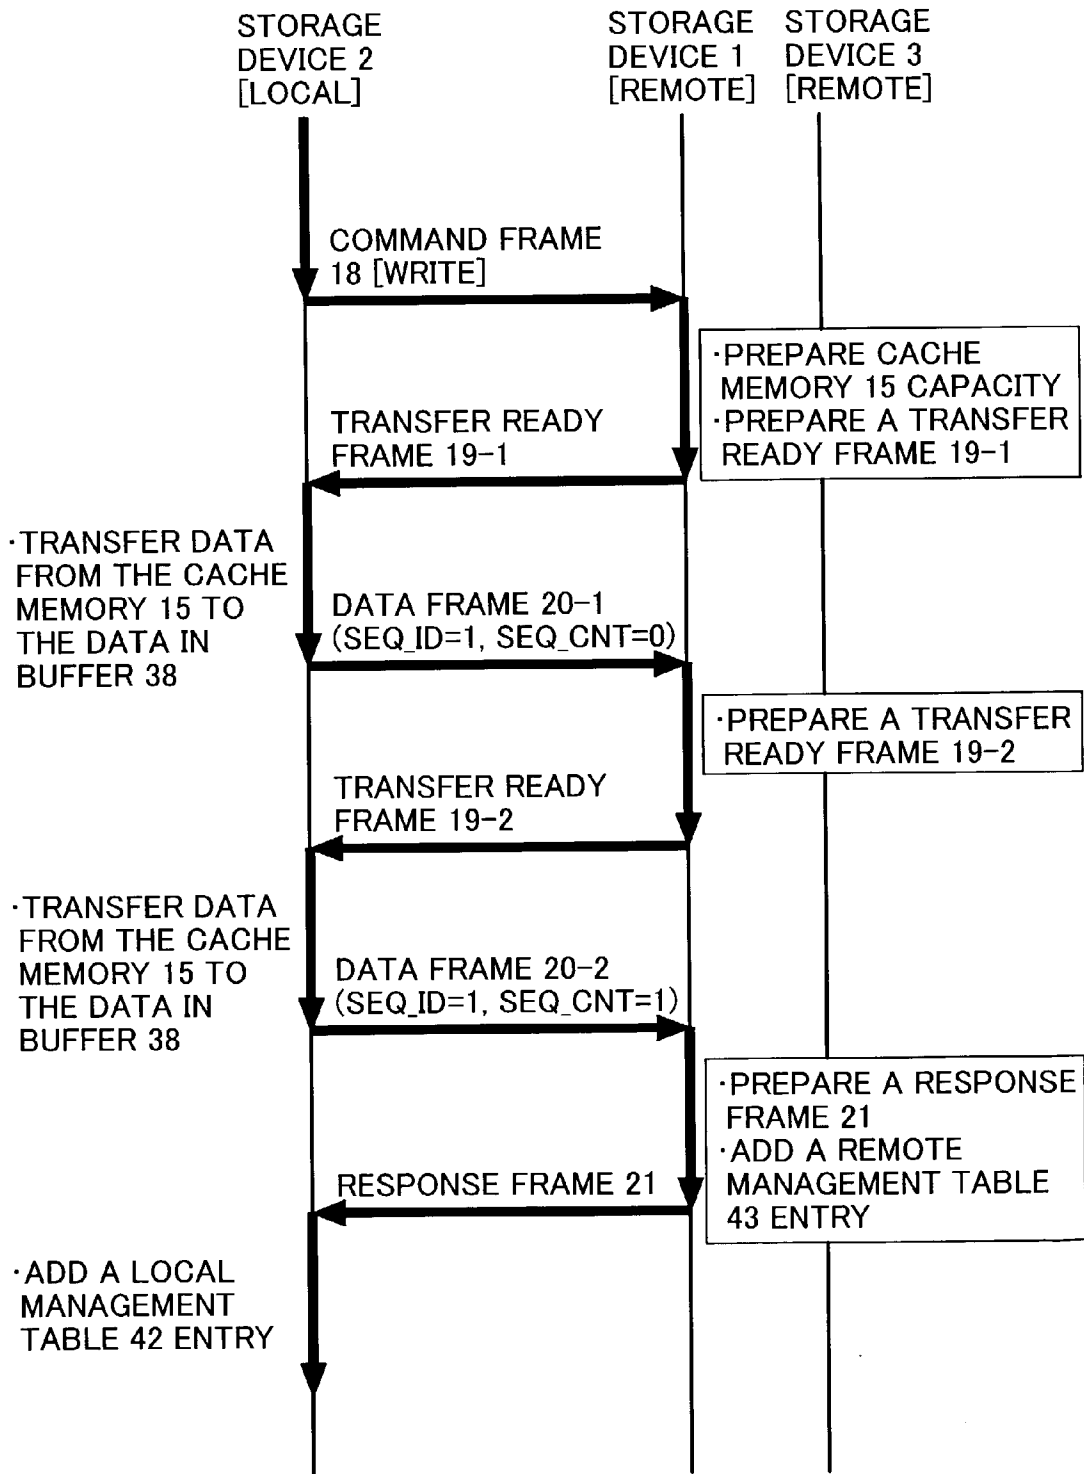 STORAGE
DEVICE 2
[LOCAL]
STORAGE
DEVICE 1
[REMOTE]
STORAGE
DEVICE 3
[REMOTE]
COMMAND FRAME
18 [WRITE]
·PREPARE CACHE
MEMORY 15 CAPACITY
·PREPARE A TRANSFER
READY FRAME 19-1
TRANSFER READY
FRAME 19-1
·TRANSFER DATA
FROM THE CACHE
MEMORY 15 TO
THE DATA IN
BUFFER 38
DATA FRAME 20-1
(SEQ_ID=1, SEQ_CNT=0)
·PREPARE A TRANSFER
READY FRAME 19-2
TRANSFER READY
FRAME 19-2
·TRANSFER DATA
FROM THE CACHE
MEMORY 15 TO
THE DATA IN
BUFFER 38
DATA FRAME 20-2
(SEQ_ID=1, SEQ_CNT=1)
·PREPARE A RESPONSE
FRAME 21
·ADD A REMOTE
MANAGEMENT TABLE
43 ENTRY
RESPONSE FRAME 21
·ADD A LOCAL
MANAGEMENT
TABLE 42 ENTRY